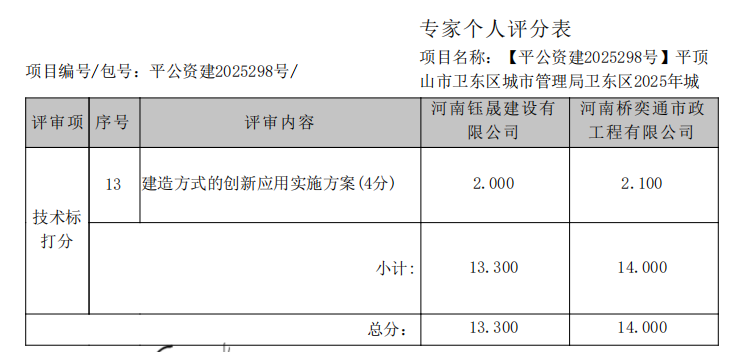 专家个人评分表
项目编号/包号: 平公资建2025298号/
项目名称: 【平公资建2025298号】平顶
山市卫东区城市管理局卫东区2025年城
评审项 序号 评审内容 河南钰晟建设有
限公司 河南桥奕通市政
工程有限公司
技术标
打分
13 建造方式的创新应用实施方案(4分) 2.000 2.100
小计: 13.300 14.000
总分: 13.300 14.000